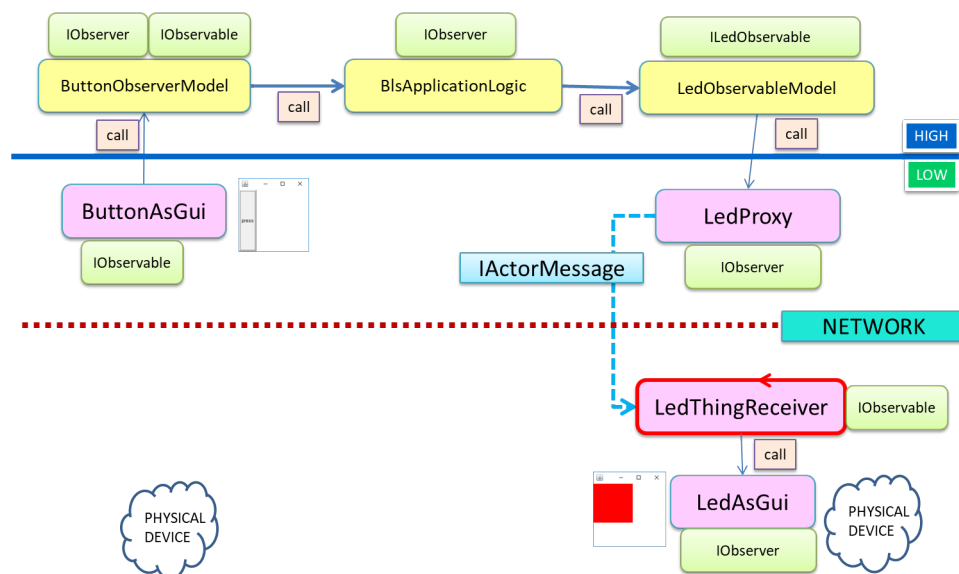 IObserver
IObservable
IObserver
ILedObservable
ButtonObserverModel
BlsApplicationLogic
LedObservableModel
call
call
call
call
HIGH
LOW
ButtonAsGui
press
LedProxy
IObservable
IActorMessage
IObserver
NETWORK
LedThingReceiver
IObservable
call
LedAsGui
PHYSICAL
DEVICE
PHYSICAL
DEVICE
IObserver